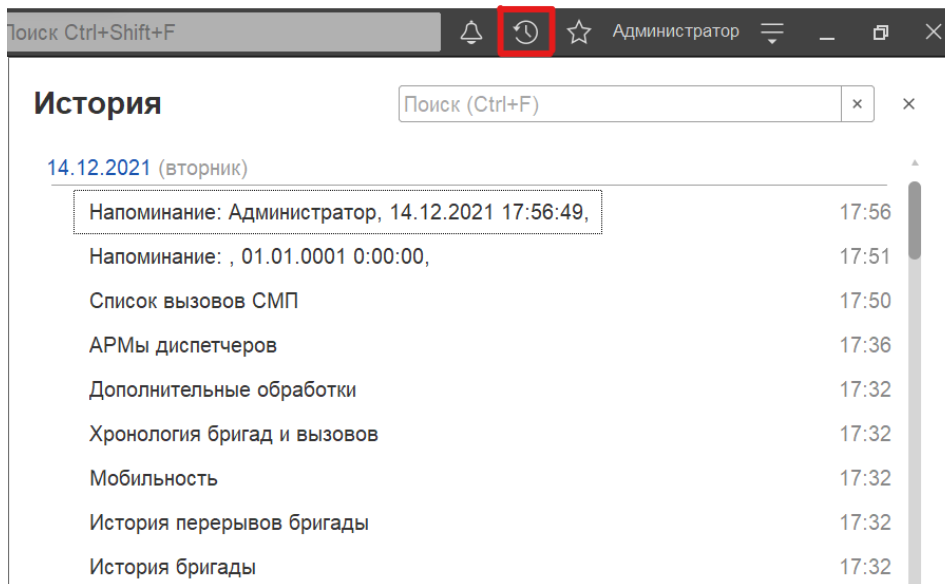 Поиск Ctrl+Shift+F Администратор
История Поиск (Ctrl+F)
14.12.2021 (вторник)
Напоминание: Администратор, 14.12.2021 17:56:49, 17:56
Напоминание: , 01.01.0001 0:00:00, 17:51
Список вызовов СМП 17:50
АРМы диспетчеров 17:36
Дополнительные обработки 17:32
Хронология бригад и вызовов 17:32
Мобильность 17:32
История перерывов бригады 17:32
История бригады 17:32